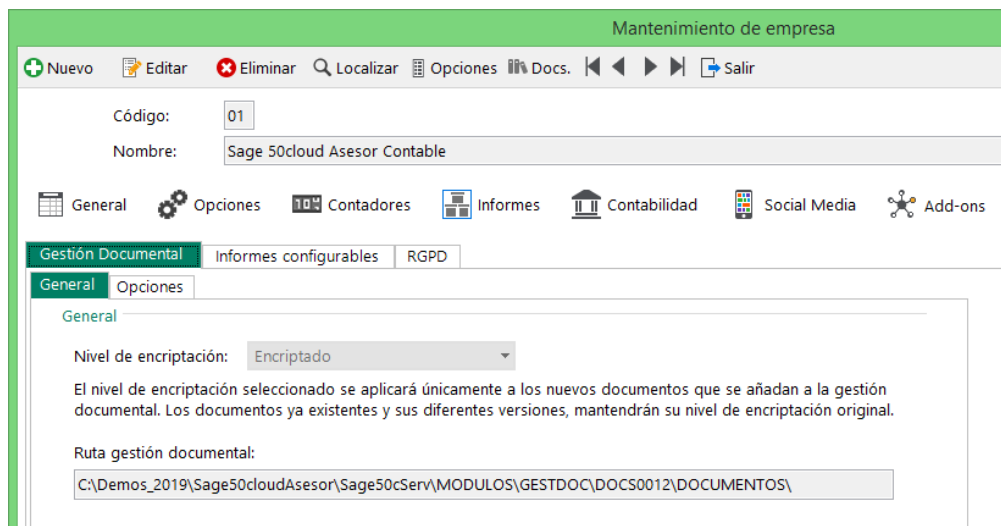 Mantenimiento de empresa
Nuevo Editar Eliminar Localizar Opciones Docs. Salir
Código: 01
Nombre: Sage 50cloud Asesor Contable
General Opciones Contadores Informes Contabilidad Social Media Add-ons
Gestión Documental Informes configurables RGPD
General Opciones
General
Nivel de encriptación: Encriptado
El nivel de encriptación seleccionado se aplicará únicamente a los nuevos documentos que se añadan a la gestión
documental. Los documentos ya existentes y sus diferentes versiones, mantendrán su nivel de encriptación original.
Ruta gestión documental:
C:\Demos_2019\Sage50cloudAsesor\Sage50cServ\MODULOS\GESTDOC\DOCS0012\DOCUMENTOS\